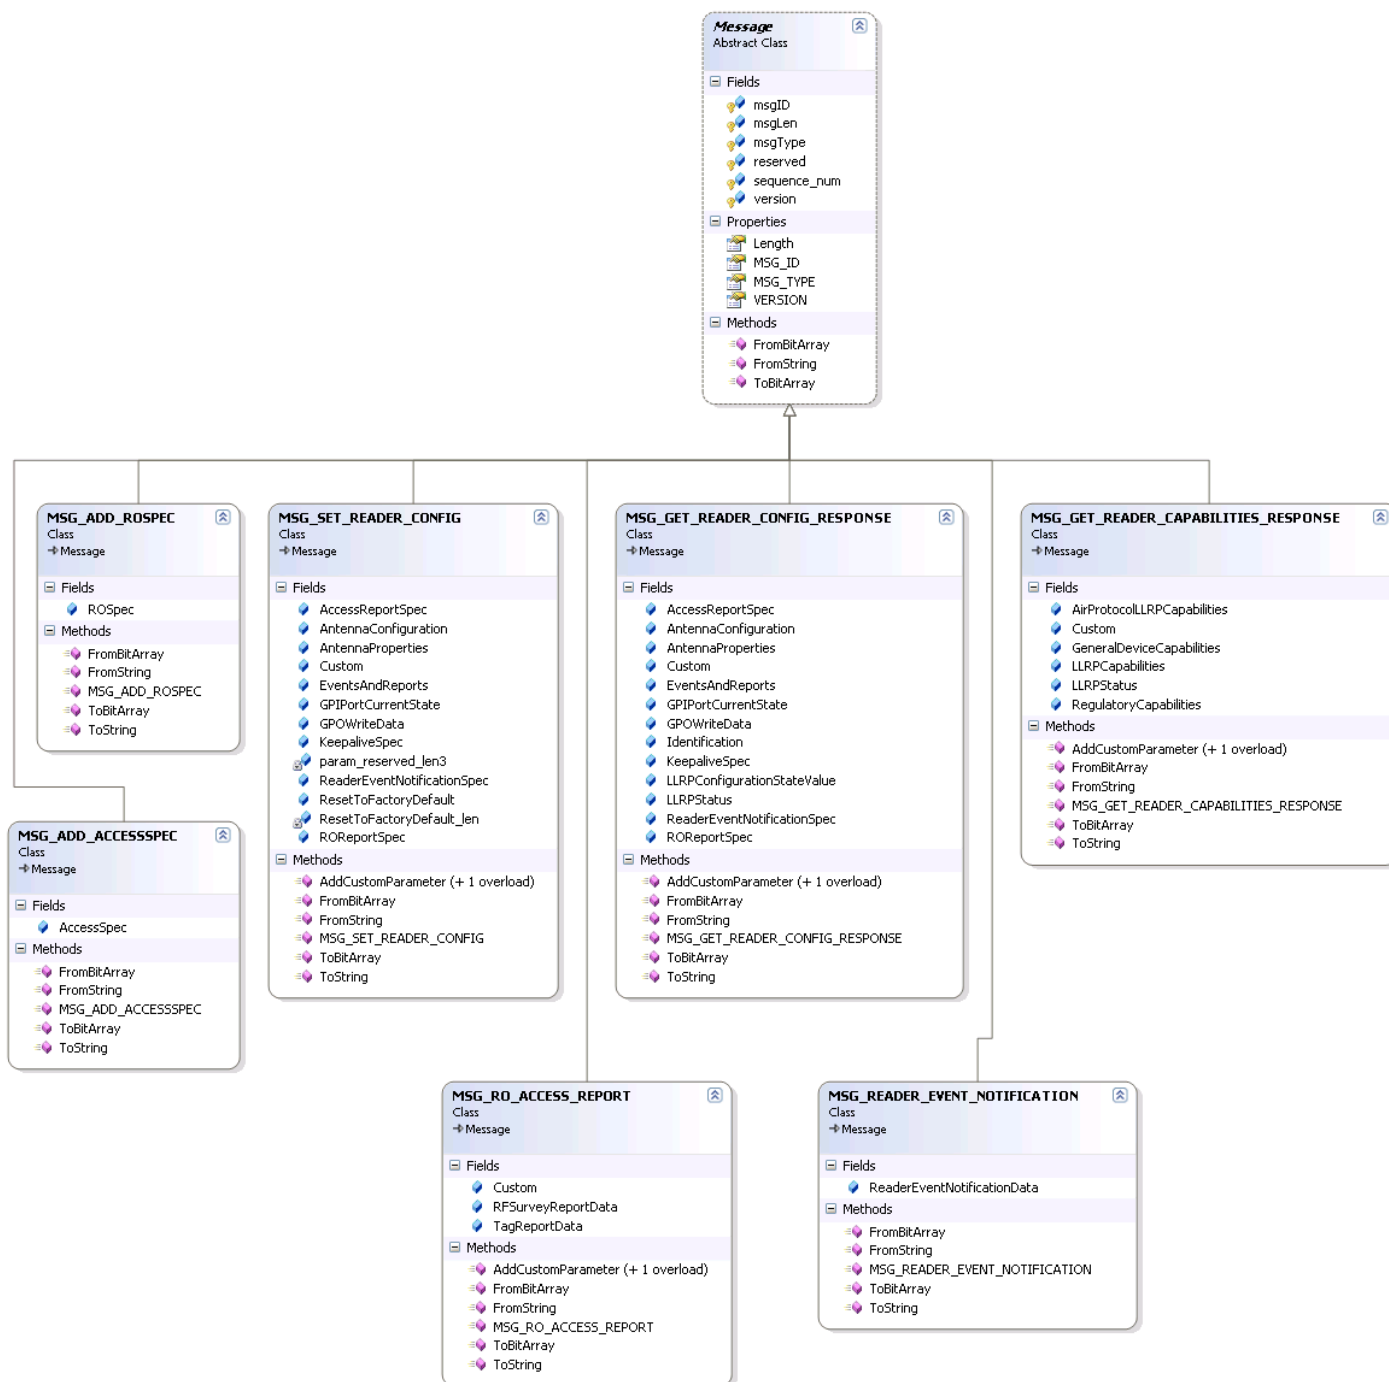 Message
Abstract Class
Fields
msgID
msgLen
msgType
reserved
sequence_num
version
Properties
Length
MSG_ID
MSG_TYPE
VERSION
Methods
FromBitArray
FromString
ToBitArray
MSG_ADD_ROSPEC
Class
Message
Fields
ROSpec
Methods
FromBitArray
FromString
MSG_ADD_ROSPEC
ToBitArray
ToString
MSG_SET_READER_CONFIG
Class
Message
Fields
AccessReportSpec
AntennaConfiguration
AntennaProperties
Custom
EventsAndReports
GPIPortCurrentState
GPOWriteData
KeepaliveSpec
param_reserved_len3
ReaderEventNotificationSpec
ResetToFactoryDefault
ResetToFactoryDefault_len
ROReportSpec
Methods
AddCustomParameter (+ 1 overload)
FromBitArray
FromString
MSG_SET_READER_CONFIG
ToBitArray
ToString
MSG_GET_READER_CONFIG_RESPONSE
Class
Message
Fields
AccessReportSpec
AntennaConfiguration
AntennaProperties
Custom
EventsAndReports
GPIPortCurrentState
GPOWriteData
Identification
KeepaliveSpec
LLRPConfigurationStateValue
LLRPStatus
ReaderEventNotificationSpec
ROReportSpec
Methods
AddCustomParameter (+ 1 overload)
FromBitArray
FromString
MSG_GET_READER_CONFIG_RESPONSE
ToBitArray
ToString
MSG_GET_READER_CAPABILITIES_RESPONSE
Class
Message
Fields
AirProtocolLLRPCapabilities
Custom
GeneralDeviceCapabilities
LLRPCapabilities
LLRPStatus
RegulatoryCapabilities
Methods
AddCustomParameter (+ 1 overload)
FromBitArray
FromString
MSG_GET_READER_CAPABILITIES_RESPONSE
ToBitArray
ToString
MSG_ADD_ACCESSSPEC
Class
Message
Fields
AccessSpec
Methods
FromBitArray
FromString
MSG_ADD_ACCESSSPEC
ToBitArray
ToString
MSG_RO_ACCESS_REPORT
Class
Message
Fields
Custom
RFSurveyReportData
TagReportData
Methods
AddCustomParameter (+ 1 overload)
FromBitArray
FromString
MSG_RO_ACCESS_REPORT
ToBitArray
ToString
MSG_READER_EVENT_NOTIFICATION
Class
Message
Fields
ReaderEventNotificationData
Methods
FromBitArray
FromString
MSG_READER_EVENT_NOTIFICATION
ToBitArray
ToString